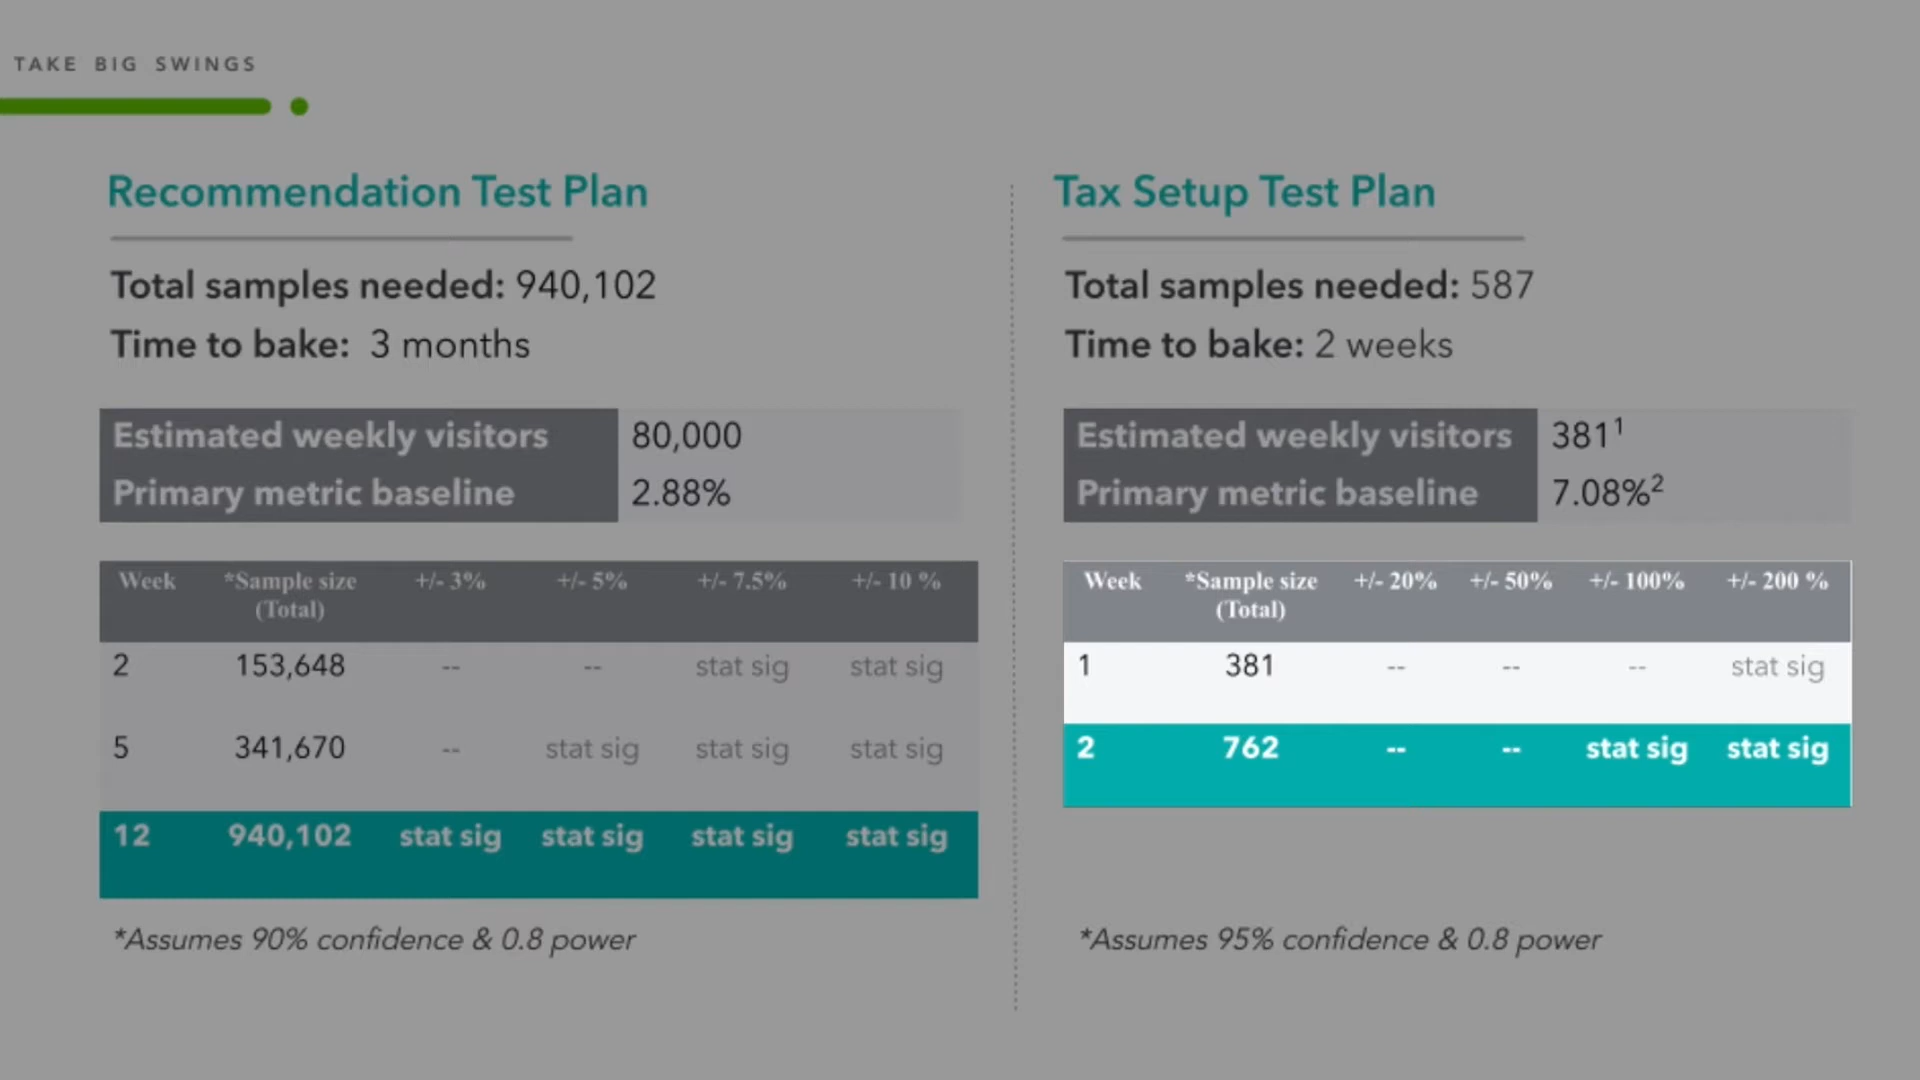 TAKE BIG SWINGS
Recommendation Test Plan
Total samples needed: 940,102
Time to bake: 3 months
Estimated weekly visitors 80,000
Primary metric baseline 2.88%
Week *Sample size (Total) +/- 3% +/- 5% +/- 7.5% +/- 10 %
2 153,648 -- -- stat sig stat sig
5 341,670 -- stat sig stat sig stat sig
12 940,102 stat sig stat sig stat sig stat sig
*Assumes 90% confidence & 0.8 power
Tax Setup Test Plan
Total samples needed: 587
Time to bake: 2 weeks
Estimated weekly visitors 381¹
Primary metric baseline 7.08%²
Week *Sample size (Total) +/- 20% +/- 50% +/- 100% +/- 200 %
1 381 -- -- -- stat sig
2 762 -- -- stat sig stat sig
*Assumes 95% confidence & 0.8 power